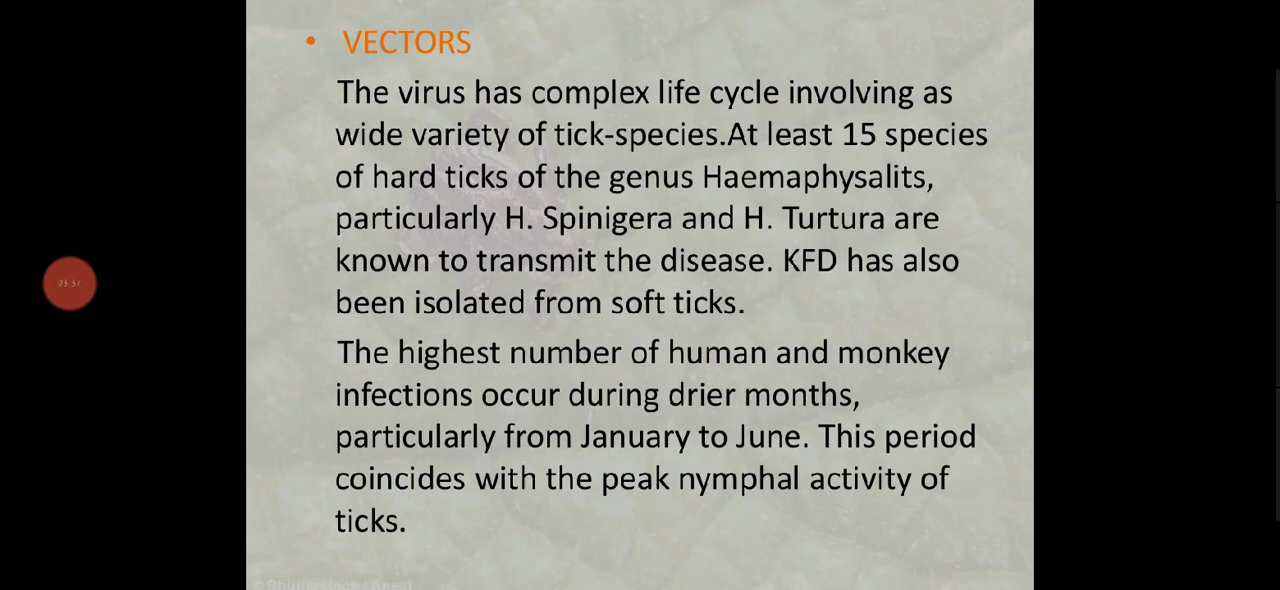 • VECTORS
The virus has complex life cycle involving as
wide variety of tick-species.At least 15 species
of hard ticks of the genus Haemaphysalits,
particularly H. Spinigera and H. Turtura are
known to transmit the disease. KFD has also
been isolated from soft ticks.
The highest number of human and monkey
infections occur during drier months,
particularly from January to June. This period
coincides with the peak nymphal activity of
ticks.